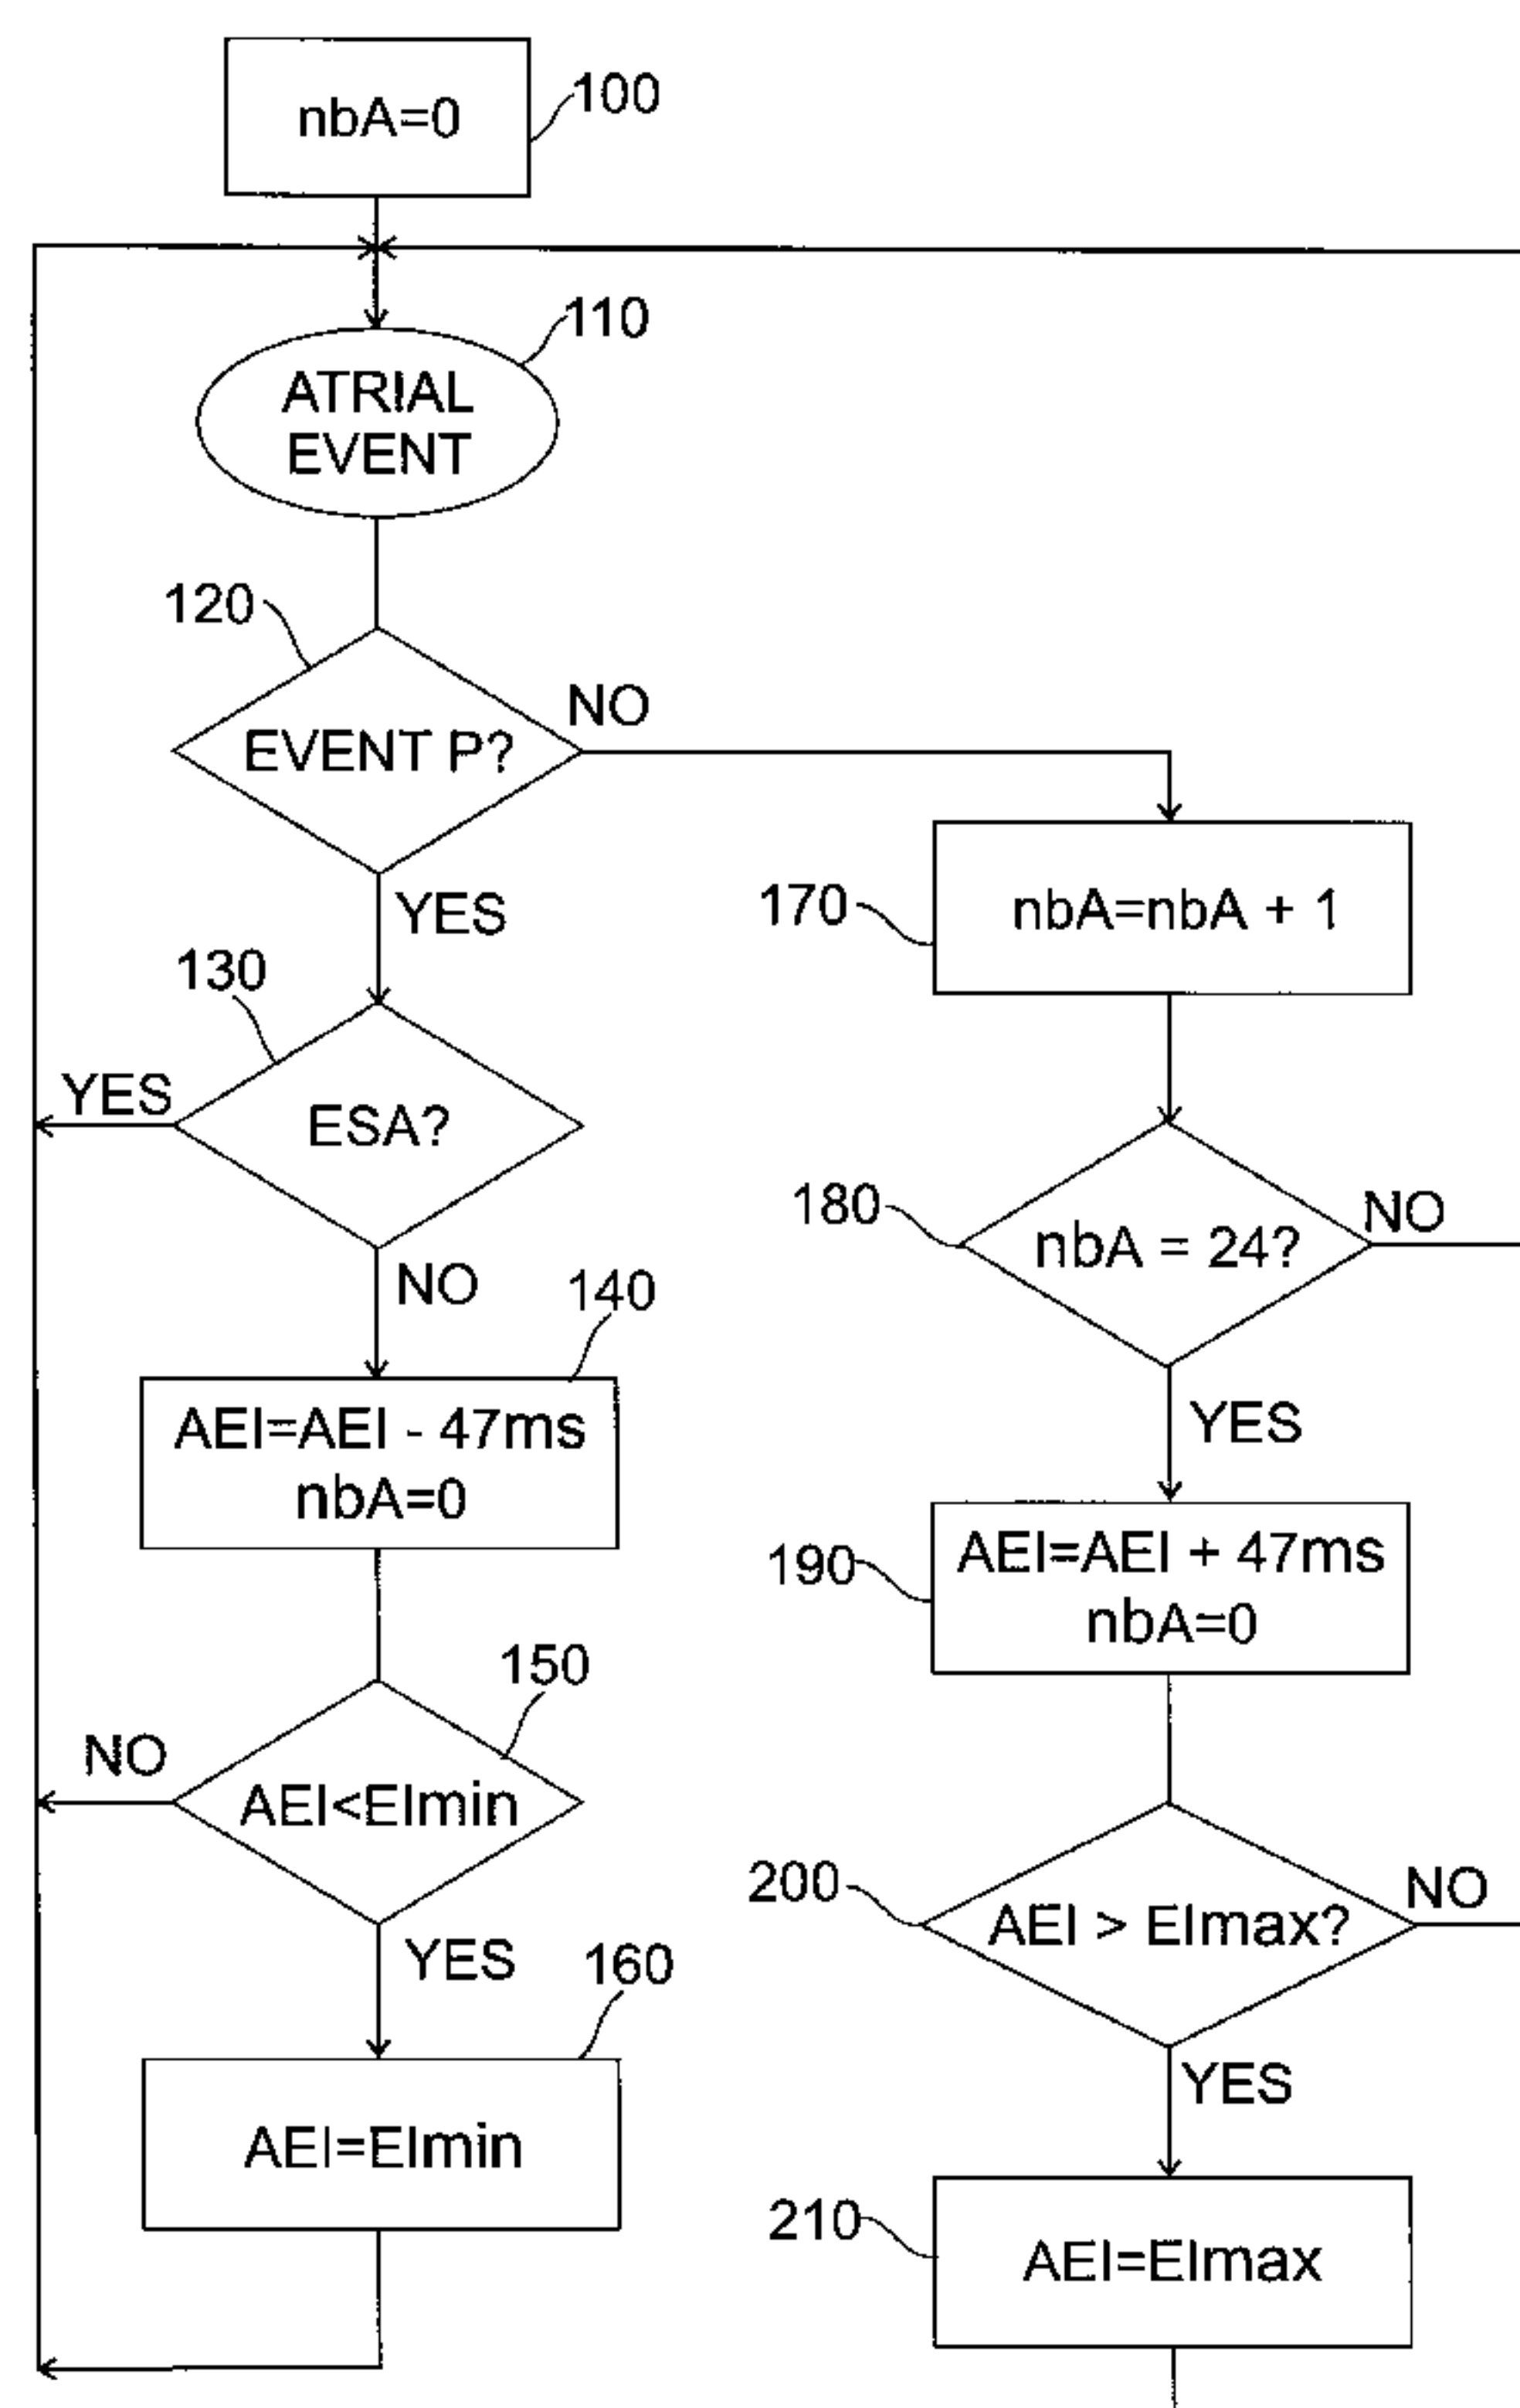 nbA=0
100
110
ATRIAL
EVENT
120
NO
EVENT P?
YES
170
nbA=nbA + 1
130
YES
ESA?
180
nbA = 24?
NO
NO
140
YES
AEI=AEI - 47ms
nbA=0
190
AEI=AEI + 47ms
nbA=0
150
NO
AEI<EImin
200
AEI > EImax?
NO
YES
160
YES
AEI=EImin
210
AEI=EImax